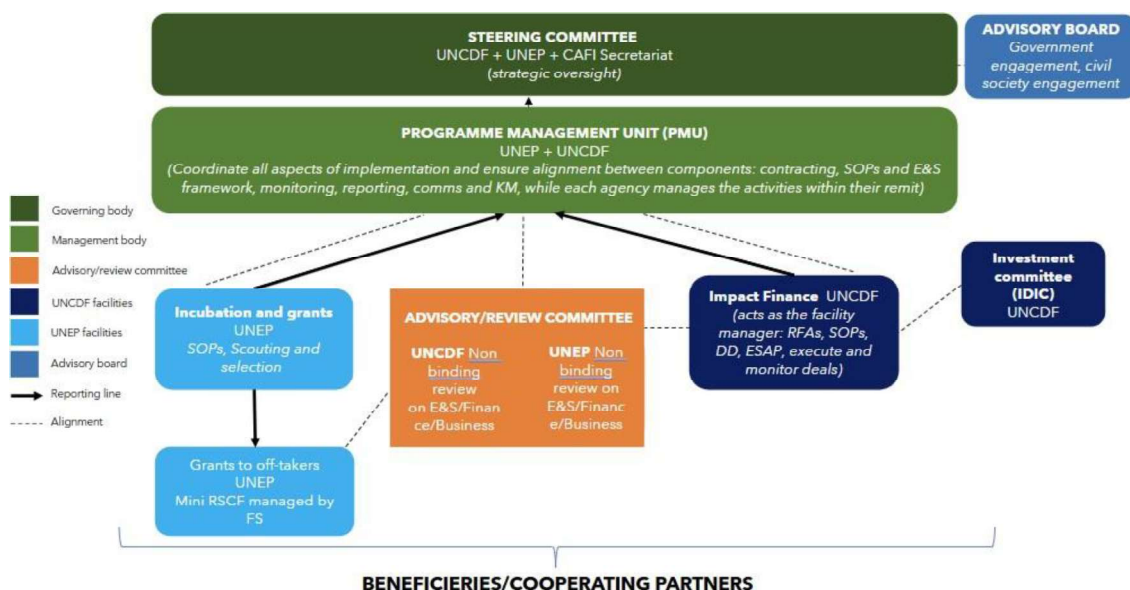 STEERING COMMITTEE
UNCDF + UNEP + CAFI Secretariat
(strategic oversight)
ADVISORY BOARD
Government
engagement, civil
society engagement
PROGRAMME MANAGEMENT UNIT (PMU)
UNEP + UNCDF
(Coordinate all aspects of implementation and ensure alignment between components: contracting, SOPs and E&S
framework, monitoring, reporting, comms and KM, while each agency manages the activities within their remit)
Governing body
Management body
Advisory/review committee
UNCDF facilities
UNEP facilities
Advisory board
Reporting line
Alignment
Incubation and grants
UNEP
SOPs, Scouting and
selection
ADVISORY/REVIEW COMMITTEE
UNCDF Non
binding
review
on E&S/Finan
ce/Business
UNEP Non
binding
review on
E&S/Financ
e/Business
Impact Finance UNCDF
(acts as the facility
manager: RFAs, SOPs,
DD, ESAP, execute and
monitor deals)
Investment
committee
(IDIC)
UNCDF
Grants to off-takers
UNEP
Mini RSCF managed by
FS
BENEFICIERIES/COOPERATING PARTNERS